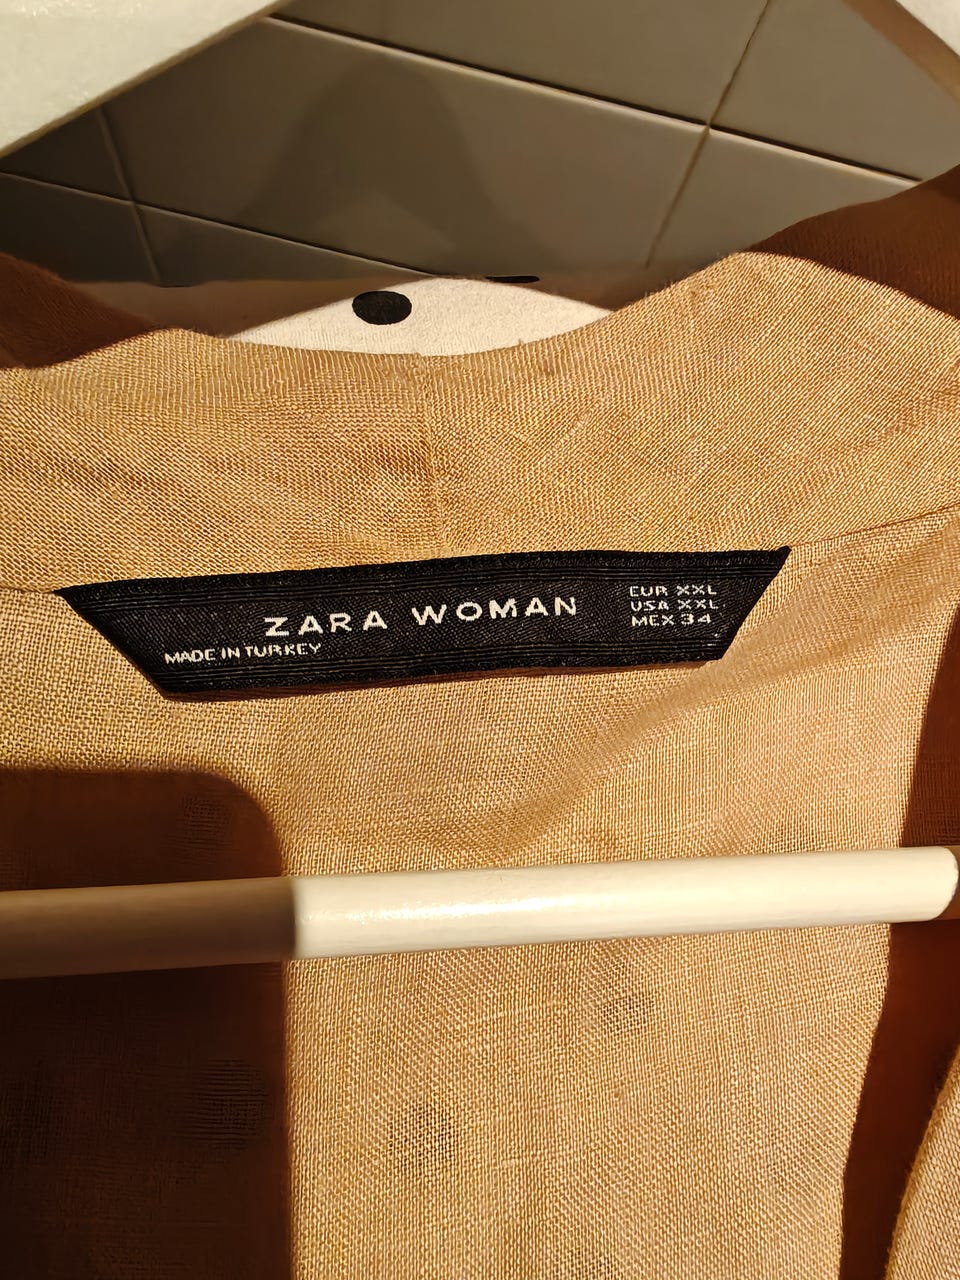 ZARA WOMAN
MADE IN TURKEY
EUR XXL
USA XXL
MEX 34